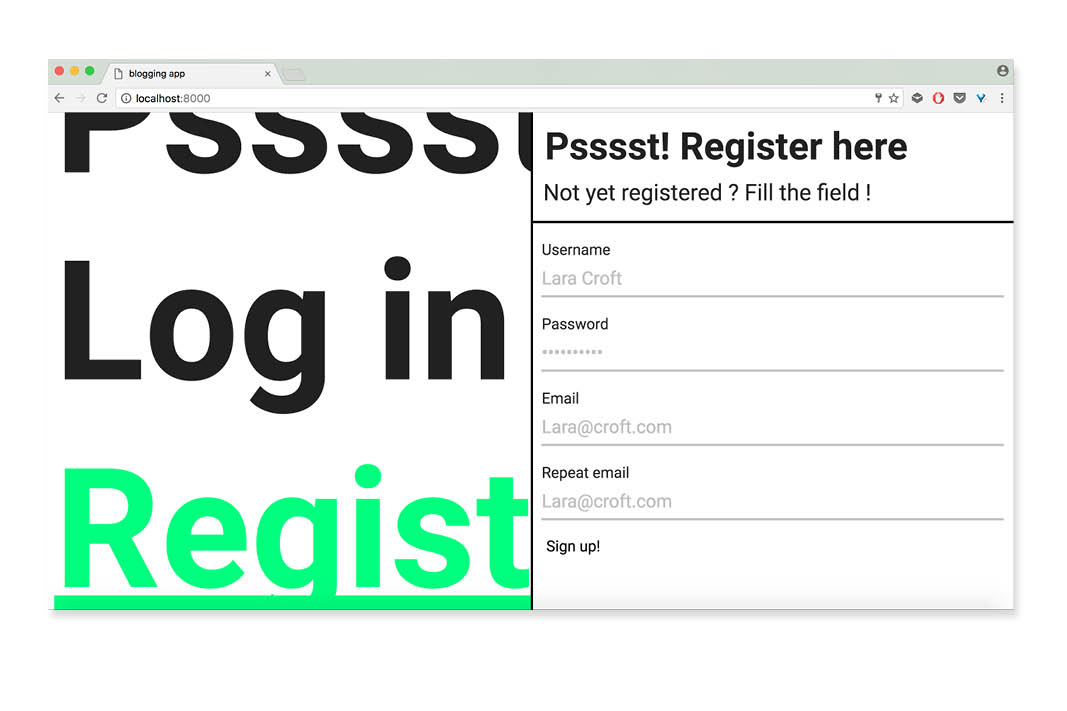 blogging app
localhost:8000
Psssst
Log in
Regist
Psssst! Register here
Not yet registered ? Fill the field !
Username
Lara Croft
Password
••••••••••
Email
Lara@croft.com
Repeat email
Lara@croft.com
Sign up!